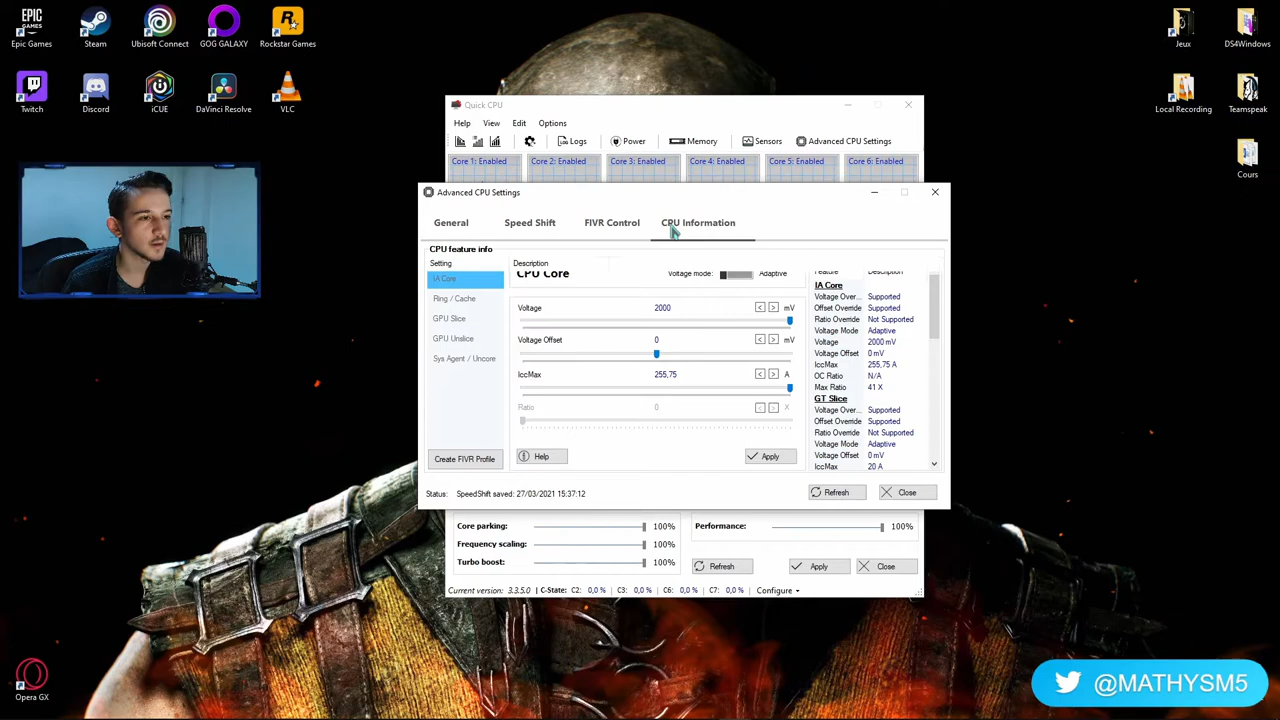 EPIC
GAMES
Epic Games
Steam
Ubisoft Connect
GOG GALAXY
Rockstar Games
Jeux
DS4Windows
Twitch
Discord
iCUE
DaVinci Resolve
VLC
Local Recording
Teamspeak
Cours
Opera GX
Quick CPU
Help View Edit Options
Logs Power Memory Sensors Advanced CPU Settings
Core 1: Enabled Core 2: Enabled Core 3: Enabled Core 4: Enabled Core 5: Enabled Core 6: Enabled
Advanced CPU Settings
General Speed Shift FIVR Control CPU Information
CPU feature info
Setting Description
IA Core
Ring / Cache
GPU Slice
GPU Unslice
Sys Agent / Uncore
Create FIVR Profile
CPU Core Voltage mode: Adaptive
Voltage 2000 < > mV
mV
Voltage Offset 0 < > mV
IccMax 255,75 < > A
Ratio 0 < > X
Help Apply
Feature Description
IA Core
Voltage Over... Supported
Offset Override Supported
Ratio Override Not Supported
Voltage Mode Adaptive
Voltage 2000 mV
Voltage Offset 0 mV
IccMax 255,75 A
OC Ratio N/A
Max Ratio 41 X
GT Slice
Voltage Over... Supported
Offset Override Supported
Ratio Override Not Supported
Voltage Mode Adaptive
Voltage Offset 0 mV
IccMax 20 A
Status: SpeedShift saved: 27/03/2021 15:37:12
Refresh Close
Core parking: 100%
Frequency scaling: 100%
Turbo boost: 100%
Performance: 100%
Refresh Apply Close
Current version: 3.3.5.0 C-State: C2: 0,0 % C3: 0,0 % C6: 0,0 % C7: 0,0 % Configure
@MATHYSM5